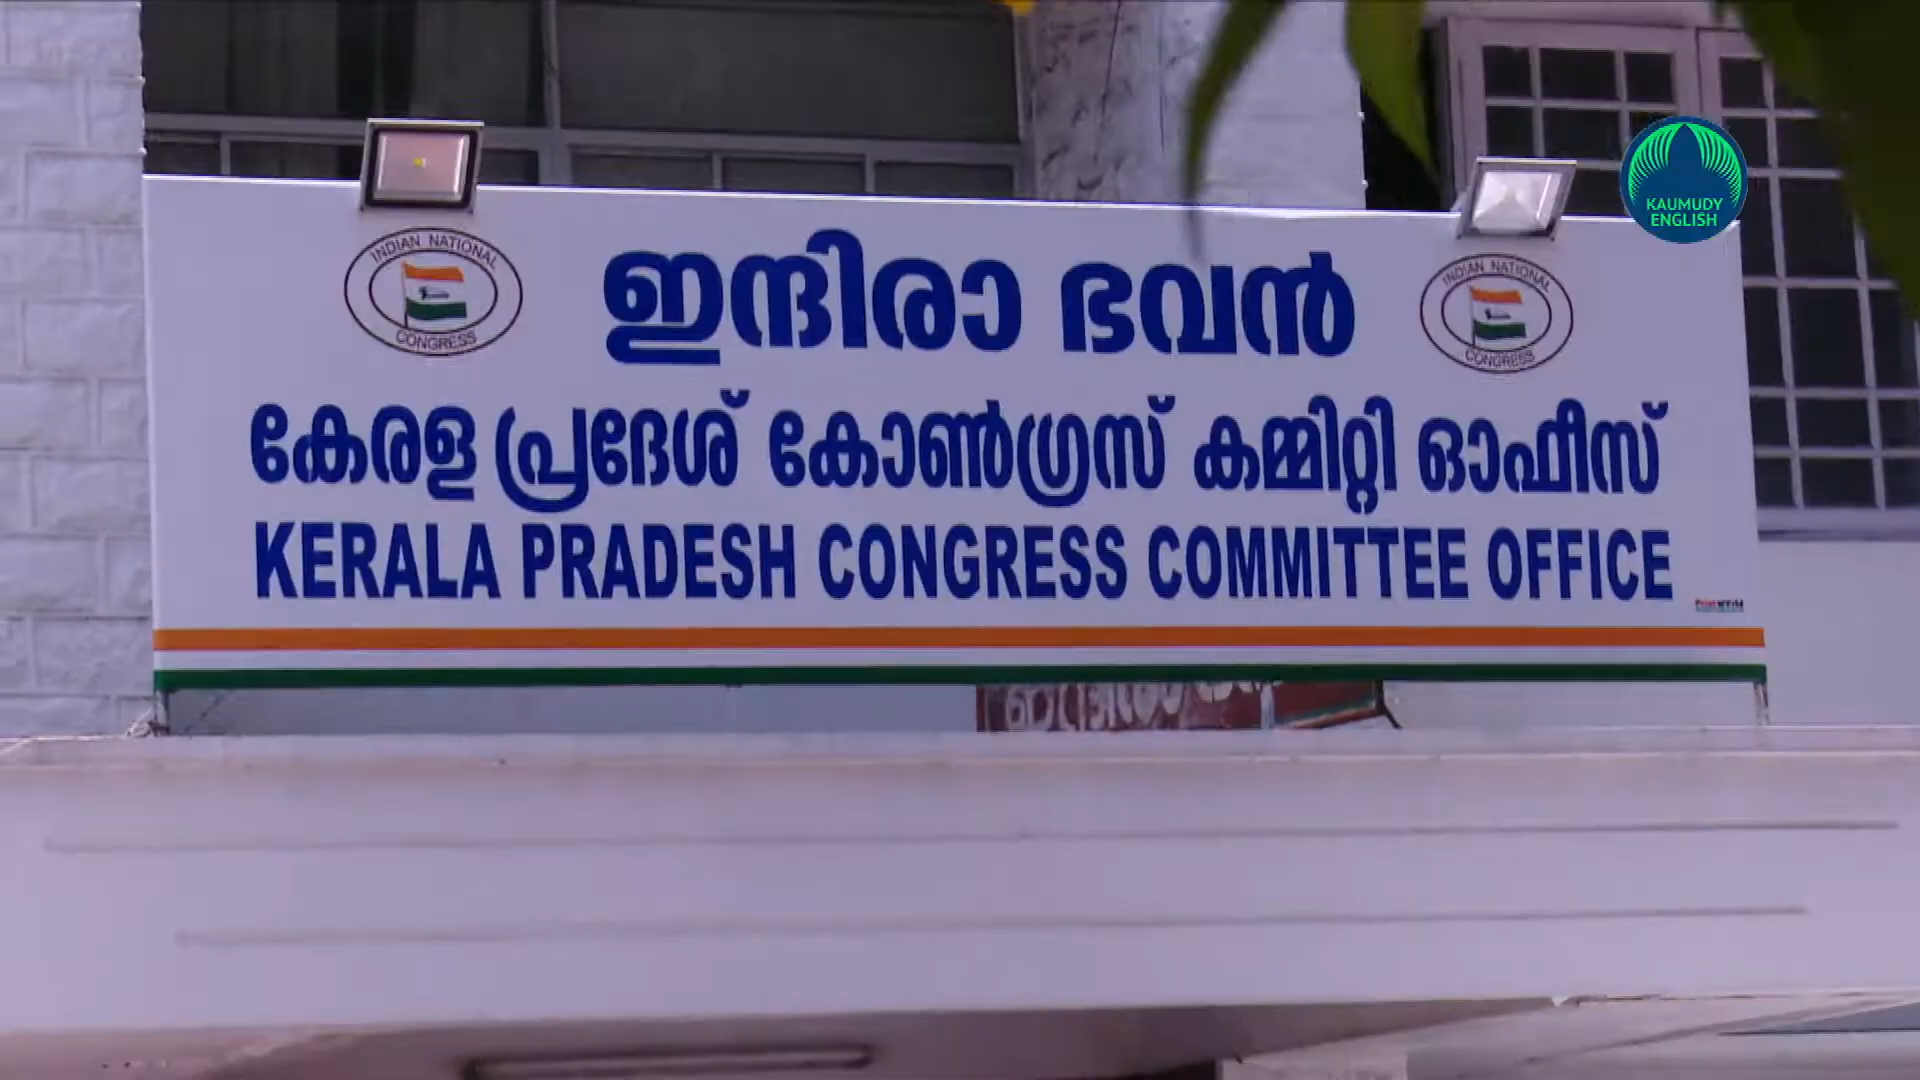 KAUMUDY
ENGLISH
INDIAN NATIONAL
CONGRESS
ഇന്ദിരാ ഭവൻ
INDIAN NATIONAL
CONGRESS
കേരള പ്രദേശ് കോൺഗ്രസ് കമ്മിറ്റി ഓഫീസ്
KERALA PRADESH CONGRESS COMMITTEE OFFICE